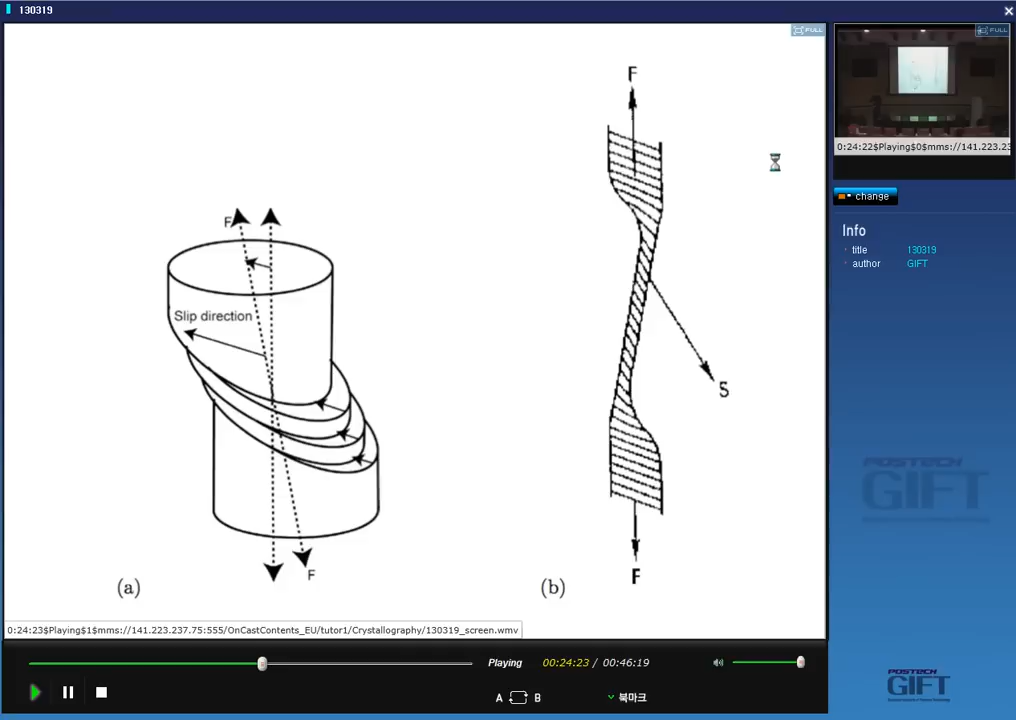 130319
FULL
FULL
F
F
0:24:22$Playing$0$mms://141.223.23
change
Slip direction
Info
title 130319
author GIFT
S
F
F
(a)
(b)
POSTECH
GIFT
0:24:23$Playing$1$mms://141.223.237.75:555/OnCastContents_EU/tutor1/Crystallography/130319_screen.wmv
Playing 00:24:23 / 00:46:19
A B 북마크
POSTECH
GIFT